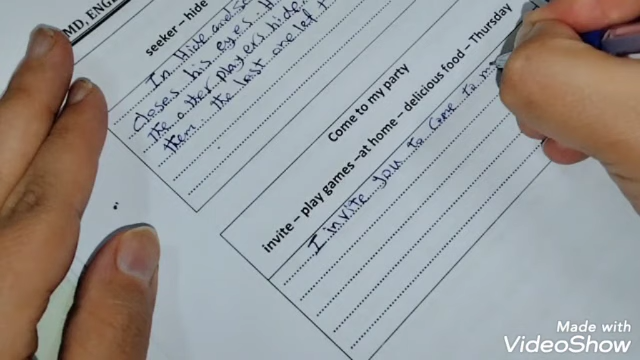 MD. ENGL
seeker – hide
In Hide and se
closes his eyes
the other players hide
them. the last one left
Come to my party
invite – play games –at home – delicious food – Thursday
I invite you to come to m
Made with
VideoShow